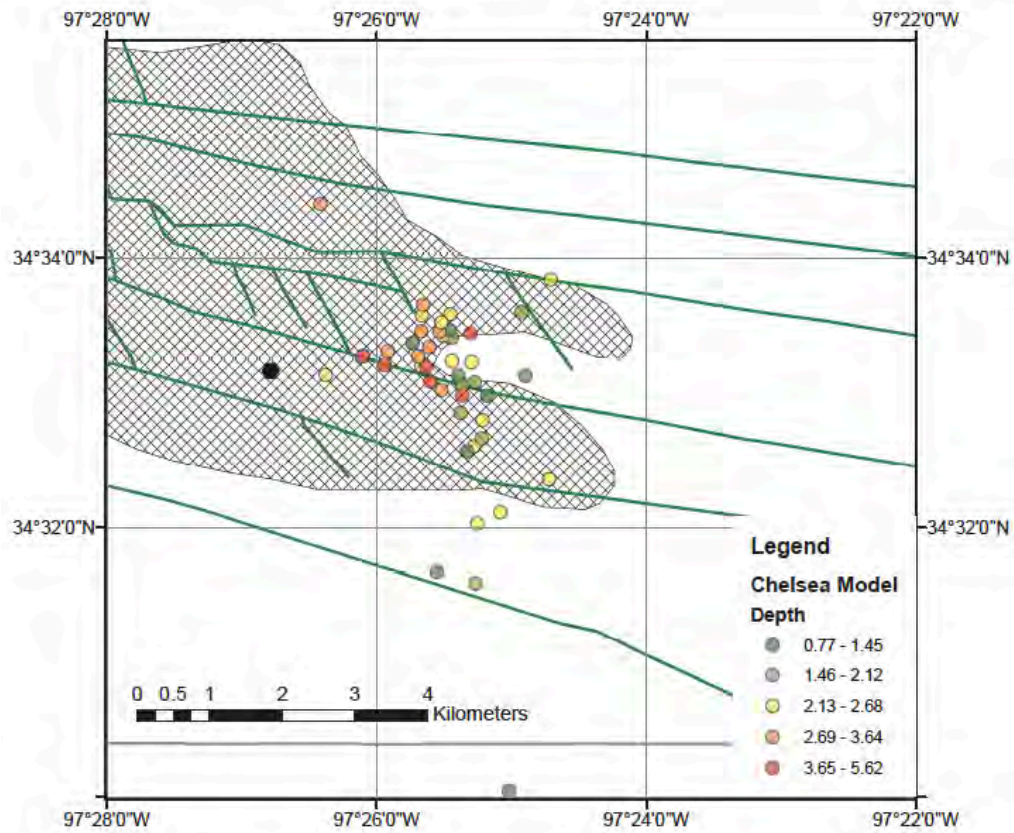 97°28'0"W 97°26'0"W 97°24'0"W 97°22'0"W
34°34'0"N 34°34'0"N
34°32'0"N 34°32'0"N
Legend
Chelsea Model
Depth
0.77 - 1.45
1.46 - 2.12
2.13 - 2.68
2.69 - 3.64
3.65 - 5.62
0 0.5 1 2 3 4
Kilometers
97°28'0"W 97°26'0"W 97°24'0"W 97°22'0"W